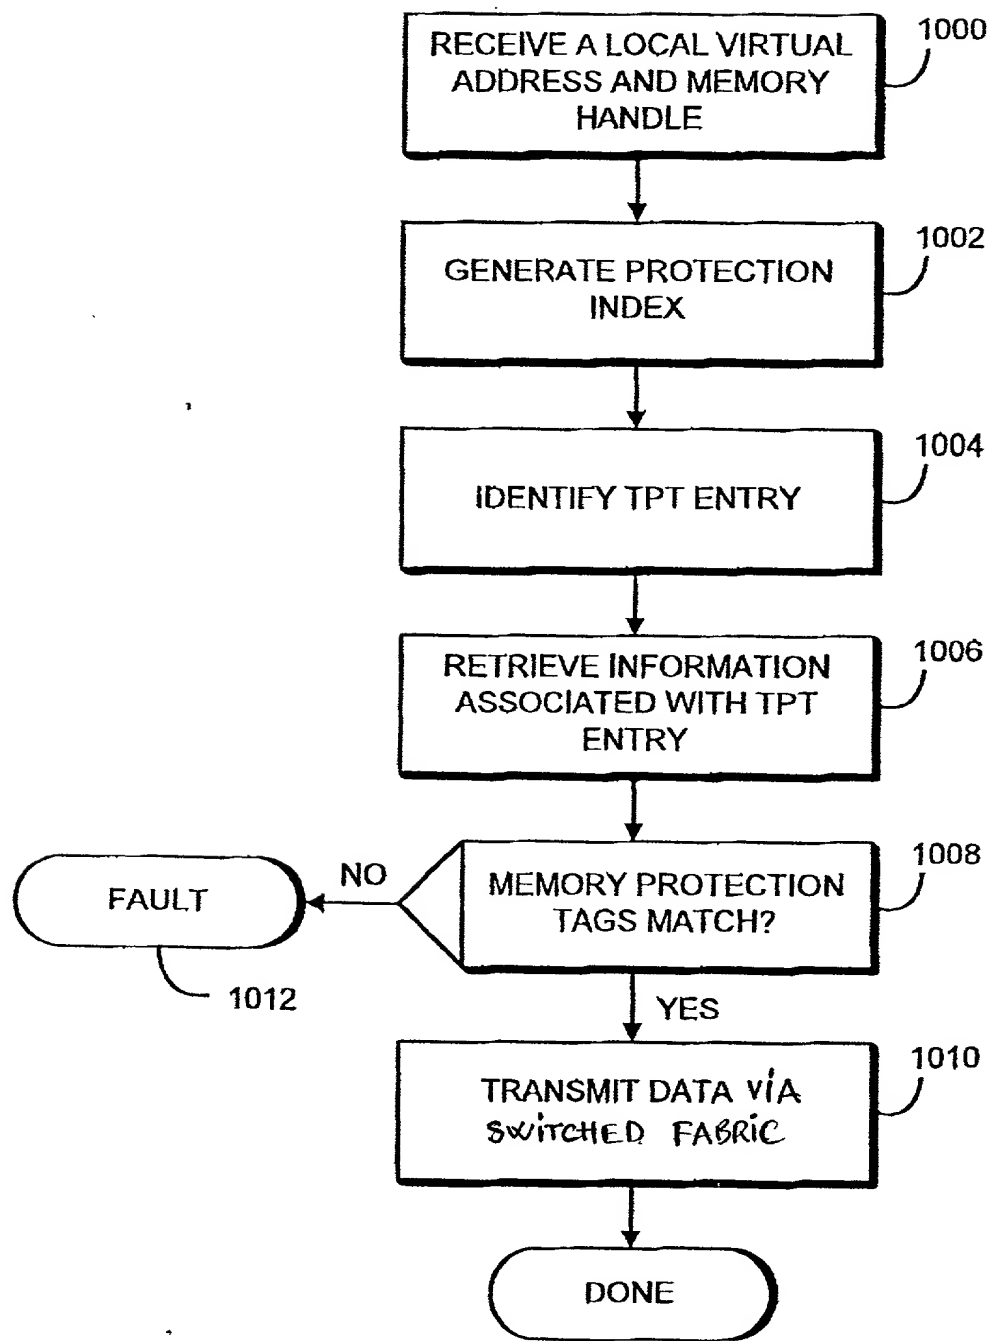 RECEIVE A LOCAL VIRTUAL
ADDRESS AND MEMORY
HANDLE
1000
GENERATE PROTECTION
INDEX
1002
IDENTIFY TPT ENTRY
1004
RETRIEVE INFORMATION
ASSOCIATED WITH TPT
ENTRY
1006
MEMORY PROTECTION
TAGS MATCH?
1008
NO
FAULT
1012
YES
TRANSMIT DATA VIA
SWITCHED FABRIC
1010
DONE